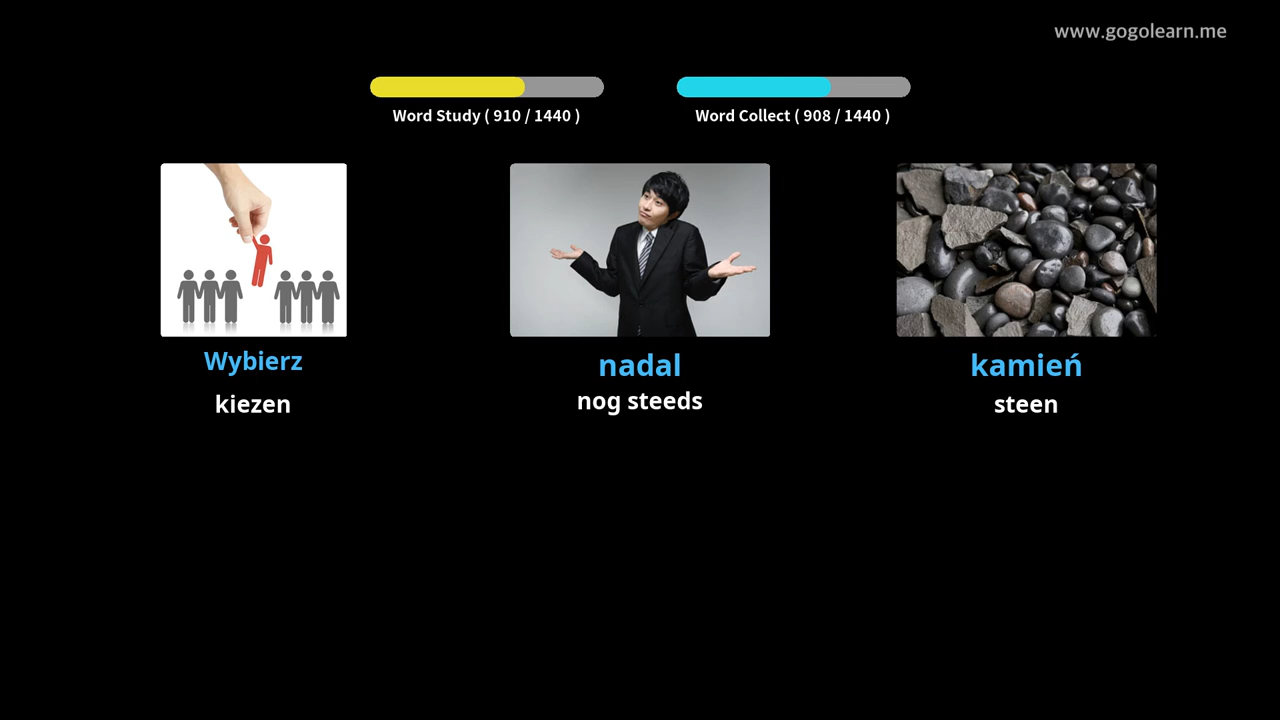 www.gogolearn.me
Word Study ( 910 / 1440 )
Word Collect ( 908 / 1440 )
Wybierz
kiezen
nadal
nog steeds
kamień
steen